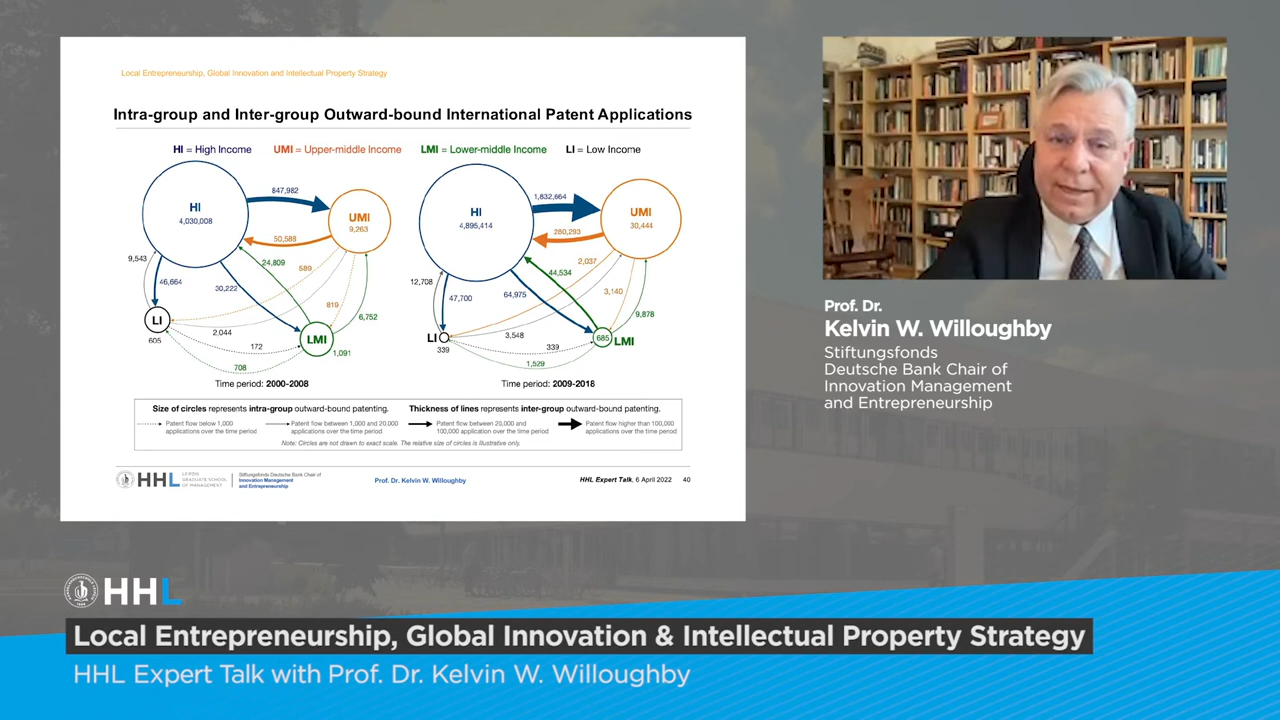 Local Entrepreneurship, Global Innovation and Intellectual Property Strategy
Intra-group and Inter-group Outward-bound International Patent Applications
HI = High Income UMI = Upper-middle Income LMI = Lower-middle Income LI = Low Income
HI
4,030,008
847,982
UMI
9,263
50,588
9,543
46,664
24,809
589
30,222
819
6,752
LI
605
2,044
172
LMI
1,091
708
Time period: 2000-2008
HI
4,895,414
1,832,664
UMI
30,444
280,293
2,037
12,708
44,534
47,700
64,975
3,140
9,878
LI
339
3,548
339
685
LMI
1,529
Time period: 2009-2018
Size of circles represents intra-group outward-bound patenting.
Thickness of lines represents inter-group outward-bound patenting.
Patent flow below 1,000
applications over the time period
Patent flow between 1,000 and 20,000
applications over the time period
Patent flow between 20,000 and
100,000 application over the time period
Patent flow higher than 100,000
applications over the time period
Note: Circles are not drawn to exact scale. The relative size of circles is illustrative only.
HHL
LEIPZIG
GRADUATE SCHOOL
OF MANAGEMENT
Stiftungsfonds Deutsche Bank Chair of
Innovation Management
and Entrepreneurship
Prof. Dr. Kelvin W. Willoughby
HHL Expert Talk, 6 April 2022 40
Prof. Dr.
Kelvin W. Willoughby
Stiftungsfonds
Deutsche Bank Chair of
Innovation Management
and Entrepreneurship
HHL
Local Entrepreneurship, Global Innovation & Intellectual Property Strategy
HHL Expert Talk with Prof. Dr. Kelvin W. Willoughby